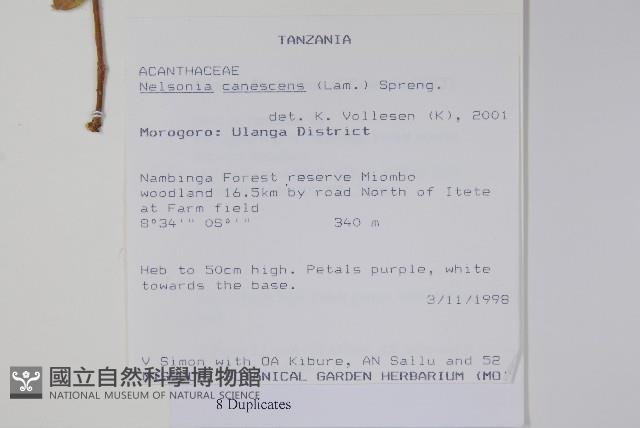 TANZANIA
ACANTHACEAE
Nelsonia canescens (Lam.) Spreng.
det. K. Vollesen (K), 2001
Morogoro: Ulanga District
Nambinga Forest reserve Miombo
woodland 16.5km by road North of Itete
at Farm field
8°34'" 0S°'" 340 m
Heb to 50cm high. Petals purple, white
towards the base.
3/11/1998
V Simon with OA Kibure, AN Sallu and 52
NICAL GARDEN HERBARIUM (MO)
國立自然科學博物館
NATIONAL MUSEUM OF NATURAL SCIENCE
8 Duplicates